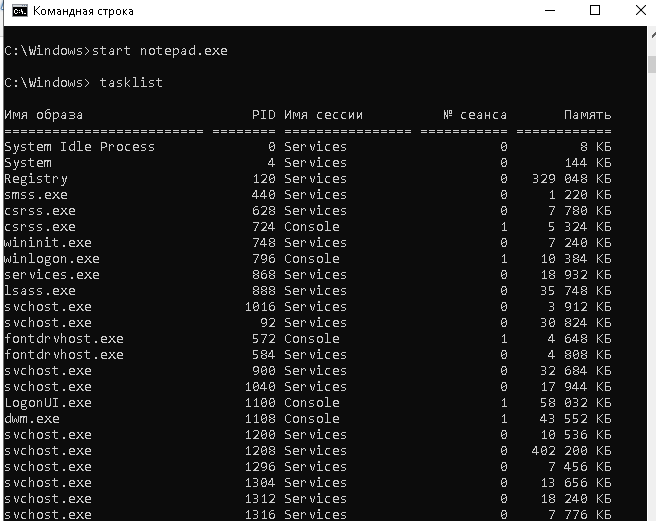 Командная строка
C:\Windows>start notepad.exe
C:\Windows> tasklist
Имя образа                     PID Имя сессии          № сеанса       Память
========================= ======== ================ =========== ============
System Idle Process              0 Services                   0         8 КБ
System                           4 Services                   0       144 КБ
Registry                       120 Services                   0   329 048 КБ
smss.exe                       440 Services                   0     1 220 КБ
csrss.exe                      628 Services                   0     7 780 КБ
csrss.exe                      724 Console                    1     5 324 КБ
wininit.exe                    748 Services                   0     7 240 КБ
winlogon.exe                   796 Console                    1    10 384 КБ
services.exe                   868 Services                   0    18 932 КБ
lsass.exe                      888 Services                   0    35 748 КБ
svchost.exe                   1016 Services                   0     3 912 КБ
svchost.exe                     92 Services                   0    30 824 КБ
fontdrvhost.exe                572 Console                    1     4 648 КБ
fontdrvhost.exe                584 Services                   0     4 808 КБ
svchost.exe                    900 Services                   0    32 684 КБ
svchost.exe                   1040 Services                   0    17 944 КБ
LogonUI.exe                   1100 Console                    1    58 032 КБ
dwm.exe                       1108 Console                    1    43 552 КБ
svchost.exe                   1200 Services                   0    10 536 КБ
svchost.exe                   1208 Services                   0   402 200 КБ
svchost.exe                   1296 Services                   0     7 456 КБ
svchost.exe                   1304 Services                   0    13 656 КБ
svchost.exe                   1312 Services                   0    18 240 КБ
svchost.exe                   1316 Services                   0     7 776 КБ